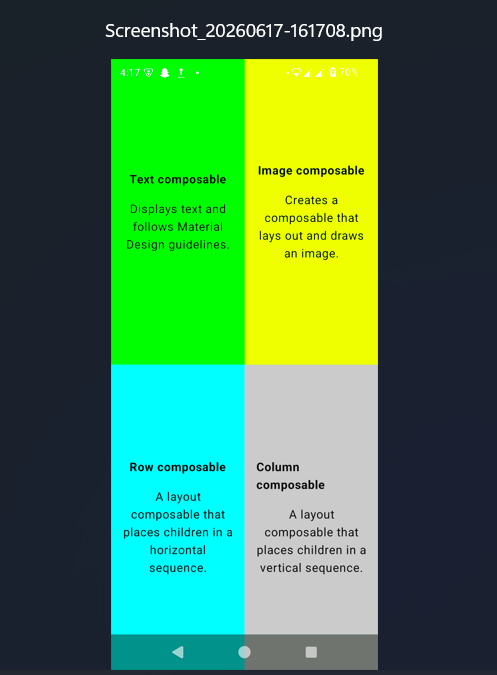 Screenshot_20260617-161708.png
4:17
70%
Text composable
Displays text and
follows Material
Design guidelines.
Image composable
Creates a
composable that
lays out and draws
an image.
Row composable
A layout
composable that
places children in a
horizontal
sequence.
Column
composable
A layout
composable that
places children in a
vertical sequence.